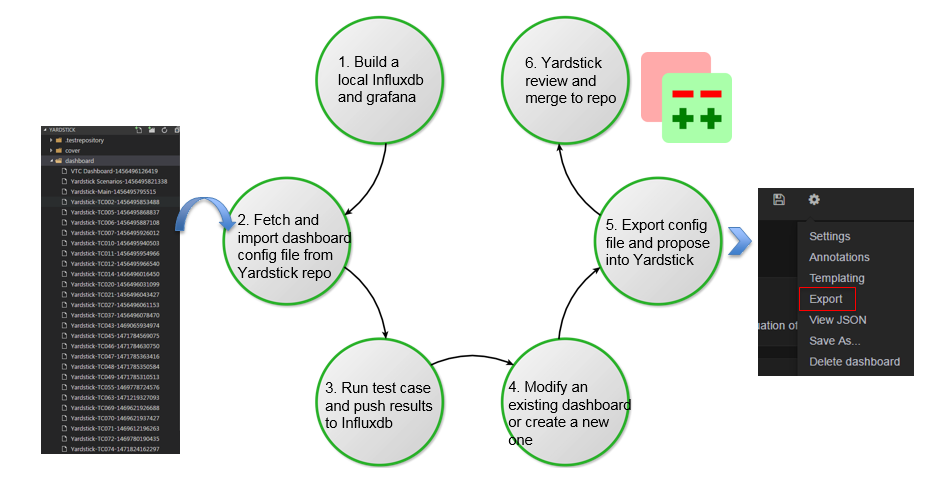 1. Build a
local Influxdb
and grafana
6. Yardstick
review and
merge to repo
YARDSTICK
.testrepository
cover
dashboard
VTC Dashboard-1456496126419
Yardstick Scenarios-1456495821338
Yardstick-Main-1456495795515
Yardstick-TC002-1456495853488
Yardstick-TC005-1456495868837
Yardstick-TC006-1456495887108
Yardstick-TC007-1456495926012
Yardstick-TC010-1456495940503
Yardstick-TC011-1456495954966
Yardstick-TC012-1456495966540
Yardstick-TC014-1456496016450
Yardstick-TC020-1456496031099
Yardstick-TC021-1456496043427
Yardstick-TC027-1456496061153
Yardstick-TC037-1456496078470
Yardstick-TC043-1469065934974
Yardstick-TC045-1471784569075
Yardstick-TC046-1471784630750
Yardstick-TC047-1471785363416
Yardstick-TC048-1471785350584
Yardstick-TC049-1471785310513
Yardstick-TC055-1469778724576
Yardstick-TC063-1471219327093
Yardstick-TC069-1469621926688
Yardstick-TC070-1469621937427
Yardstick-TC071-1469612196263
Yardstick-TC072-1469780190435
Yardstick-TC074-1471824162297
2. Fetch and
import dashboard
config file from
Yardstick repo
3. Run test case
and push results
to Influxdb
4. Modify an
existing dashboard
or create a new
one
5. Export config
file and propose
into Yardstick
Settings
Annotations
Templating
Export
View JSON
uation of
Save As...
Delete dashboard